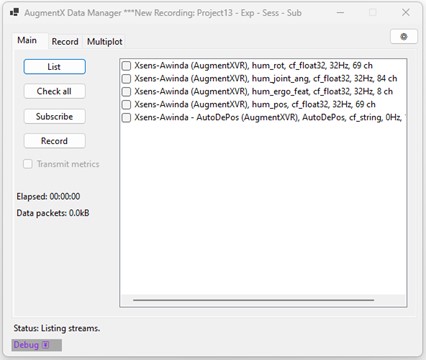 AugmentX Data Manager ***New Recording: Project13 - Exp - Sess - Sub
Main Record Multiplot
List
Check all
Subscribe
Record
Transmit metrics
Elapsed: 00:00:00
Data packets: 0.0kB
Xsens-Awinda (AugmentXVR), hum_rot, cf_float32, 32Hz, 69 ch
Xsens-Awinda (AugmentXVR), hum_joint_ang, cf_float32, 32Hz, 84 ch
Xsens-Awinda (AugmentXVR), hum_ergo_feat, cf_float32, 32Hz, 8 ch
Xsens-Awinda (AugmentXVR), hum_pos, cf_float32, 32Hz, 69 ch
Xsens-Awinda - AutoDePos (AugmentXVR), AutoDePos, cf_string, 0Hz,
Status: Listing streams.
Debug